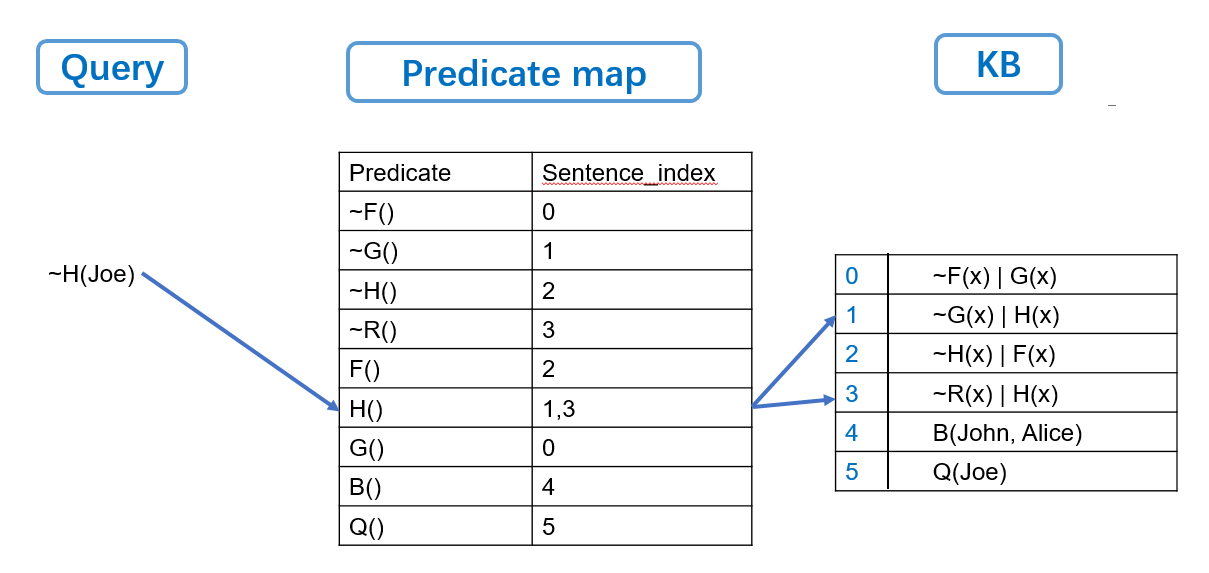 Query
Predicate map
KB
Predicate Sentence_index
~F() 0
~G() 1
~H() 2
~R() 3
F() 2
H() 1,3
G() 0
B() 4
Q() 5
~H(Joe)
0 ~F(x) | G(x)
1 ~G(x) | H(x)
2 ~H(x) | F(x)
3 ~R(x) | H(x)
4 B(John, Alice)
5 Q(Joe)